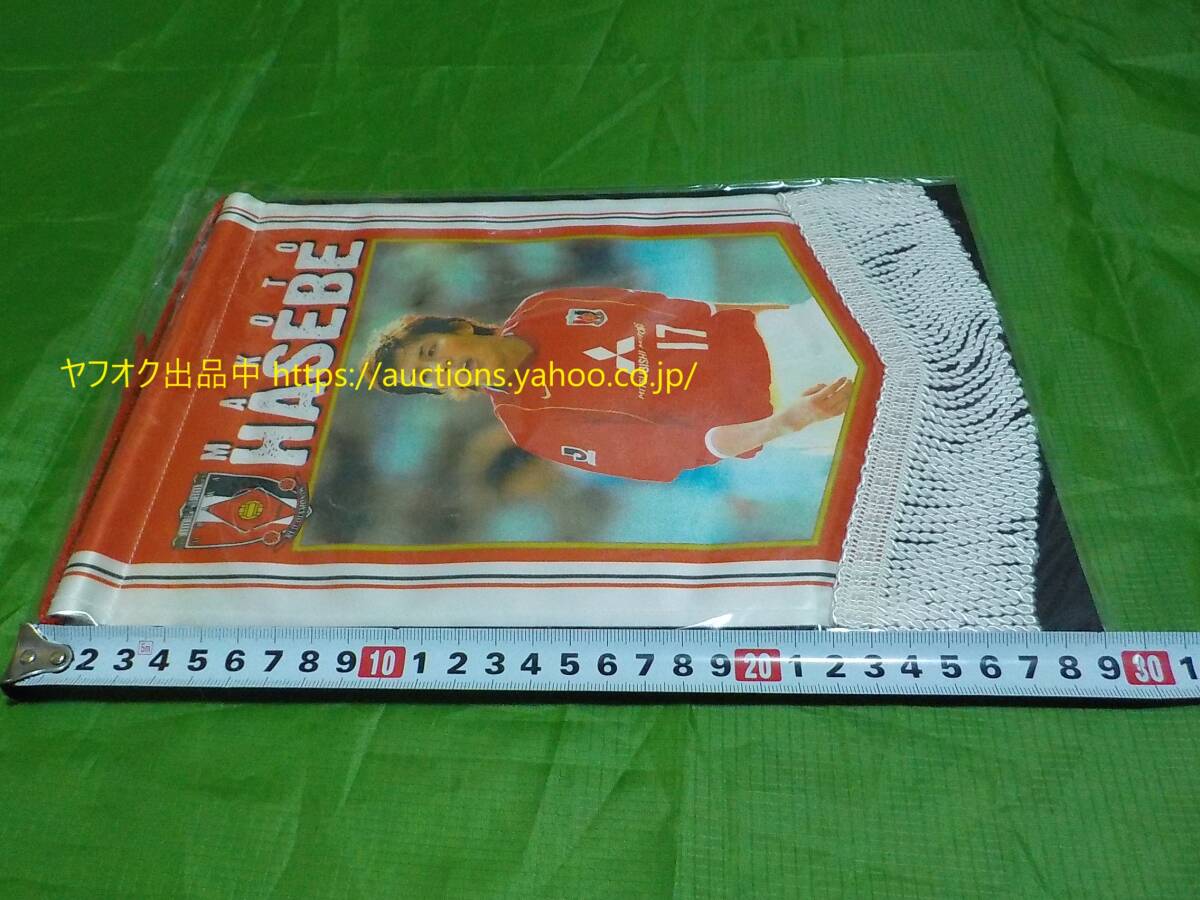 MAKOTO
HASEBE
17
MITSUBISHI
ヤフオク出品中 https://auctions.yahoo.co.jp/
2 3 5m 4 5 6 7 8 9 10 1 2 3 4 5 6 7 8 9 20 1 2 3 4 5 6 7 8 9 30 1